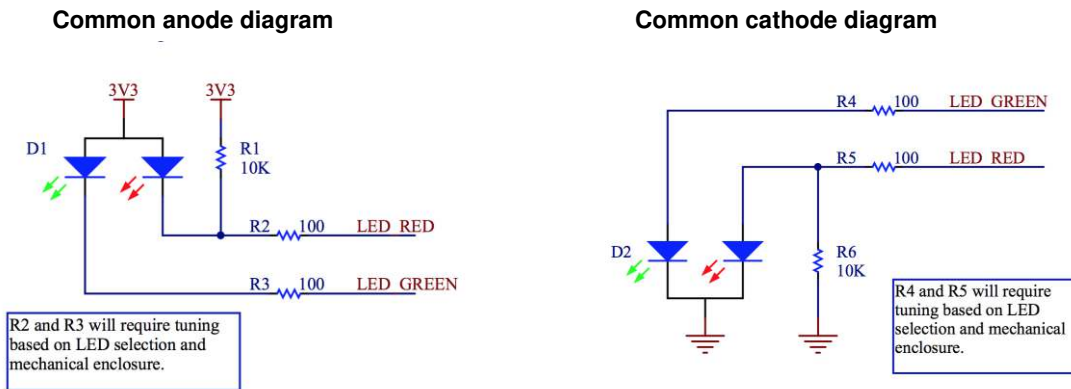 Common anode diagram
3V3
3V3
D1
R1
10K
R2
100
LED_RED
R3
100
LED_GREEN
R2 and R3 will require tuning
based on LED selection and
mechanical enclosure.
Common cathode diagram
R4
100
LED_GREEN
R5
100
LED_RED
D2
R6
10K
R4 and R5 will require
tuning based on LED
selection and mechanical
enclosure.